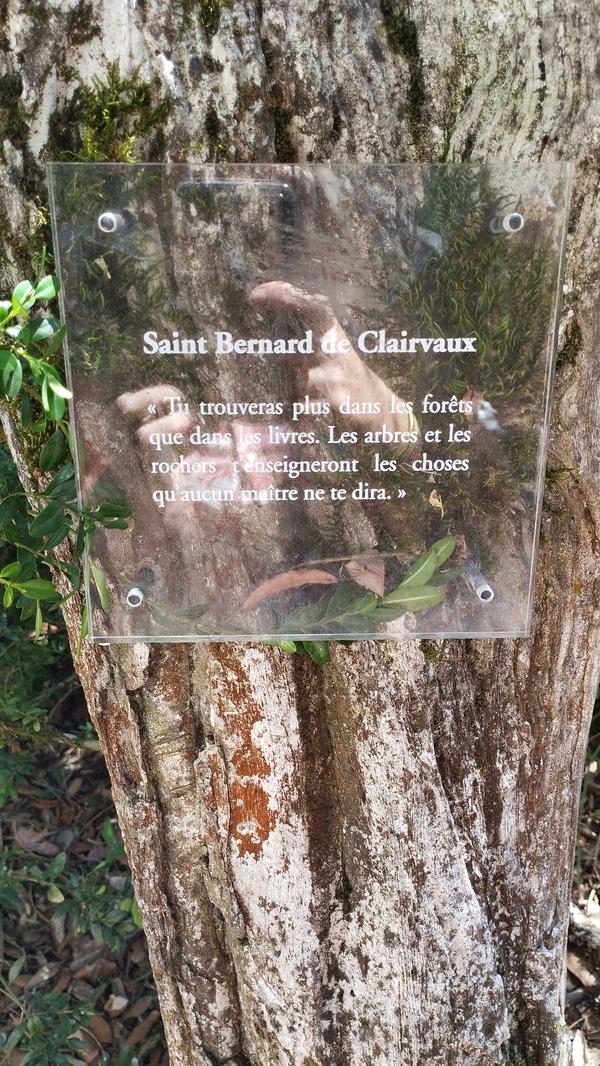 Saint Bernard de Clairvaux
« Tu trouveras plus dans les forêts
que dans les livres. Les arbres et les
rochers t'enseigneront les choses
qu'aucun maître ne te dira. »